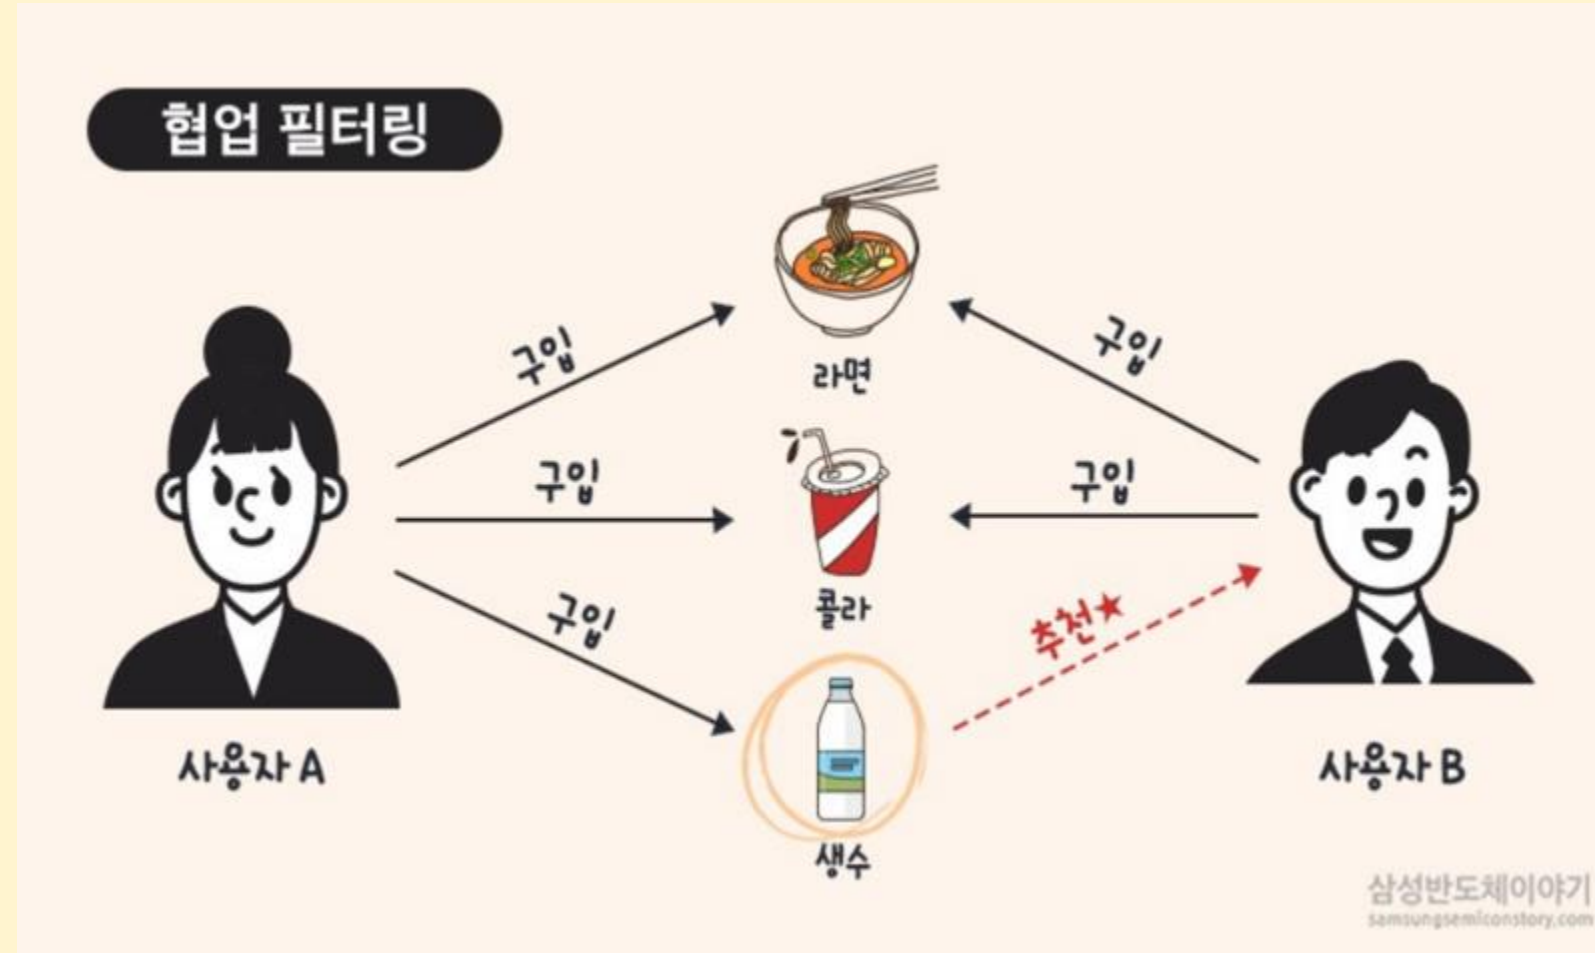 협업 필터링
구입
라면
구입
구입
구입
콜라
구입
추천★
생수
사용자 A
사용자 B
삼성반도체이야기
samsungsemiconstory.com